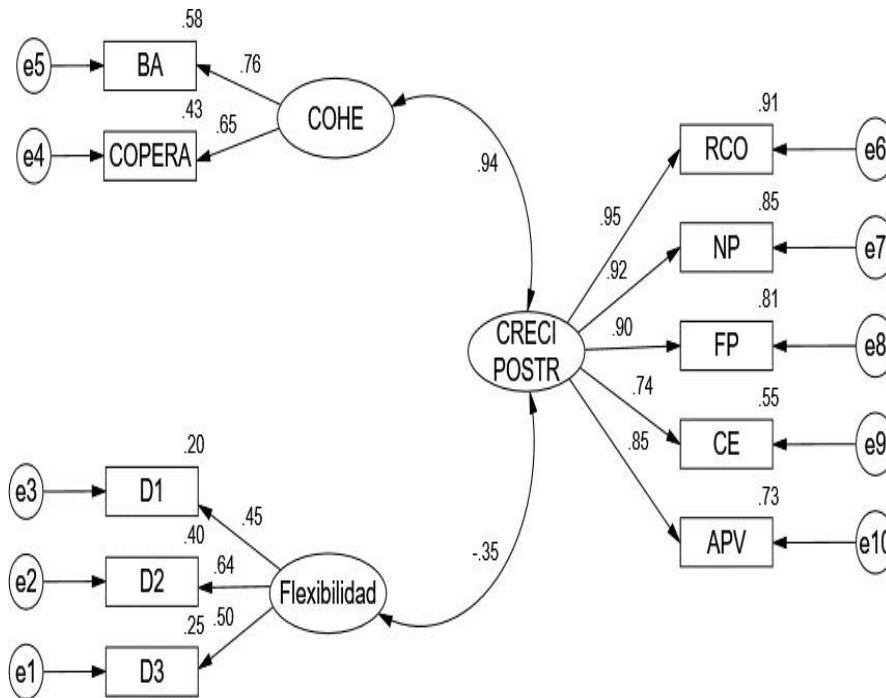 .58
e5
BA
.76
.43
COHE
e4
COPERA
.65
.94
.91
RCO
e6
.95
.85
NP
e7
.92
.81
CRECI
POSTR
.90
FP
e8
.74
.55
CE
e9
.85
.73
APV
e10
-.35
.20
e3
D1
.45
.40
e2
D2
.64
Flexibilidad
.25
.50
e1
D3